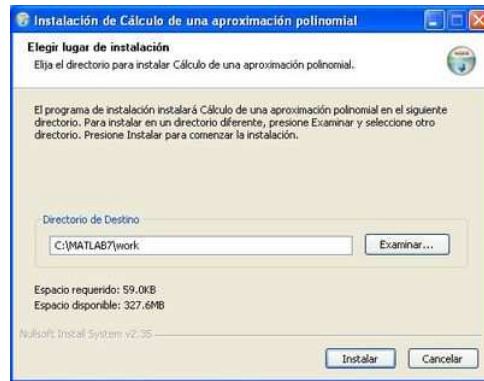 Instalación de Cálculo de una aproximación polinomial
Elegir lugar de instalación
Elija el directorio para instalar Cálculo de una aproximación polinomial.
El programa de instalación instalará Cálculo de una aproximación polinomial en el siguiente
directorio. Para instalar en un directorio diferente, presione Examinar y seleccione otro
directorio. Presione Instalar para comenzar la instalación.
Directorio de Destino
C:\MATLAB7\work
Examinar...
Espacio requerido: 59.0KB
Espacio disponible: 327.6MB
Nullsoft Install System v2.35
Instalar
Cancelar